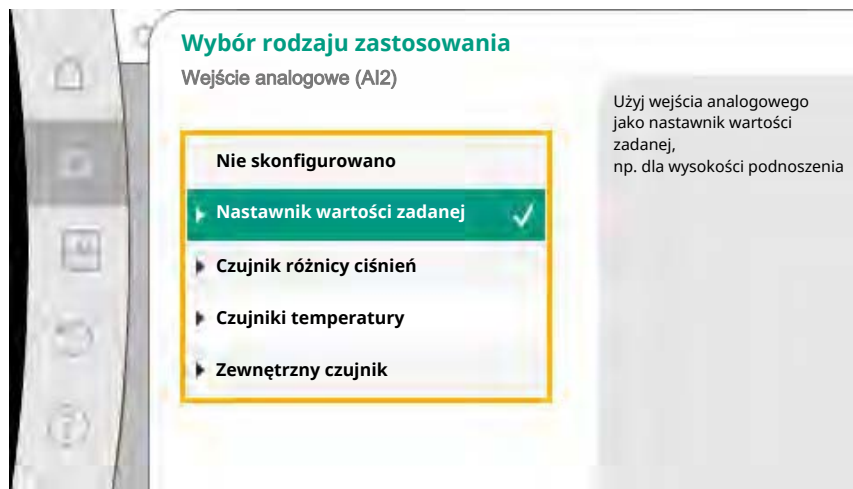 Wybór rodzaju zastosowania
Wejście analogowe (AI2)
Nie skonfigurowano
Nastawnik wartości zadanej
Czujnik różnicy ciśnień
Czujniki temperatury
Zewnętrzny czujnik
Użyj wejścia analogowego
jako nastawnik wartości
zadanej,
np. dla wysokości podnoszenia